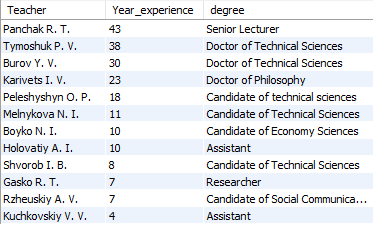 Teacher Year_experience degree
Panchak R. T. 43 Senior Lecturer
Tymoshuk P. V. 38 Doctor of Technical Sciences
Burov Y. V. 30 Doctor of Technical Sciences
Karivets I. V. 23 Doctor of Philosophy
Peleshyshyn O. P. 18 Candidate of technical sciences
Melnykova N. I. 11 Candidate of Technical Sciences
Boyko N. I. 10 Candidate of Economy Sciences
Holovatiy A. I. 10 Assistant
Shvorob I. B. 8 Candidate of Technical Sciences
Gasko R. T. 7 Researcher
Rzheuskiy A. V. 7 Candidate of Social Communica...
Kuchkovskiy V. V. 4 Assistant